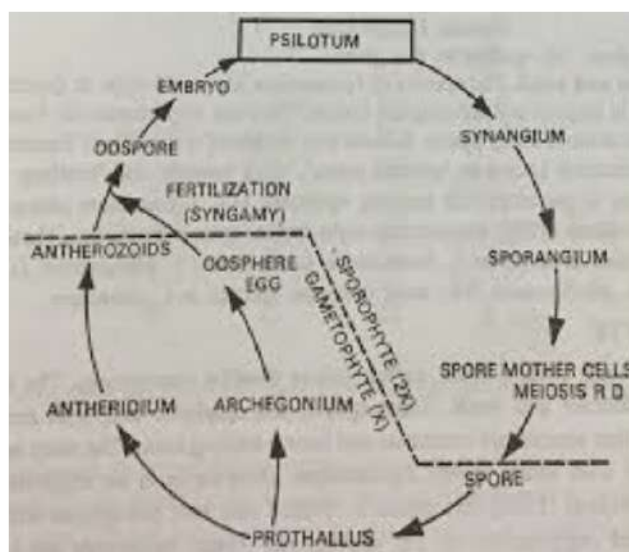 PSILOTUM
EMBRYO
SYNANGIUM
OOSPORE
FERTILIZATION
(SYNGAMY)
ANTHEROZOIDS
OOSPHERE
EGG
SPORANGIUM
SPOROPHYTE (2X)
GAMETOPHYTE (X)
SPORE MOTHER CELLS
MEIOSIS R D
ANTHERIDIUM
ARCHEGONIUM
SPORE
PROTHALLUS